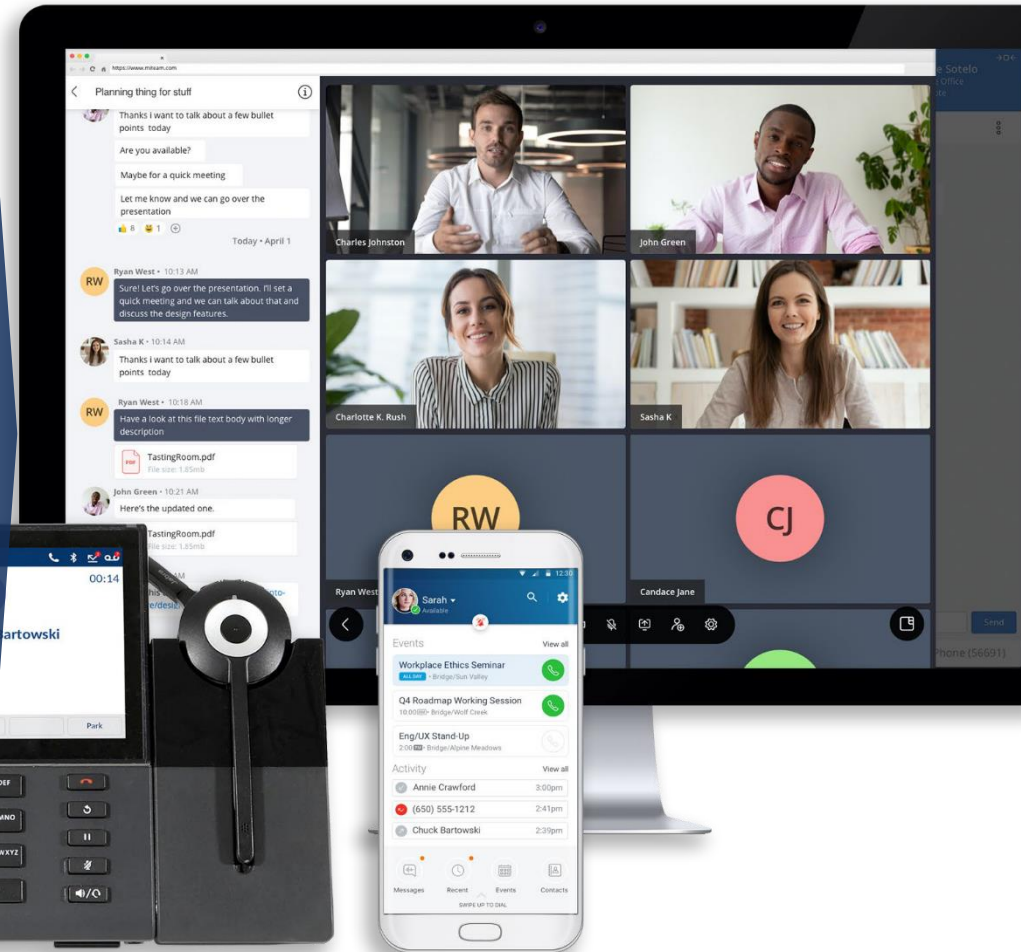 https://www.mitsam.com
Planning thing for stuff
Thanks i want to talk about a few bullet
points today
Are you available?
Maybe for a quick meeting
Let me know and we can go over the
presentation
8 1
Today • April 1
RW
Ryan West • 10:13 AM
Sure! Let's go over the presentation. I'll set a
quick meeting and we can talk about that and
discuss the design features.
Sasha K • 10:14 AM
Thanks i want to talk about a few bullet
points today
RW
Ryan West • 10:18 AM
Have a look at this file text body with longer
description
PDF
TastingRoom.pdf
File size: 1,85mb
John Green • 10:21 AM
Here's the updated one.
TastingRoom.pdf
File size: 1,85mb
Charles Johnston
John Green
Charlotte K. Rush
Sasha K
RW
Ryan West
CJ
Candace Jane
e Sotelo
Office
Send
Phone (56691)
00:14
artowski
Park
DEF
MNO
WXYZ
12:30
Sarah
Available
Events
View all
Workplace Ethics Seminar
ALL DAY • Bridge/Sun Valley
Q4 Roadmap Working Session
10:00 • Bridge/Wolf Creek
Eng/UX Stand-Up
2:00 PM • Bridge/Alpine Meadows
Activity
View all
Annie Crawford
3:00pm
(650) 555-1212
2:41pm
Chuck Bartowski
2:39pm
Messages
Recent
Events
Contacts
SWIPE UP TO DIAL